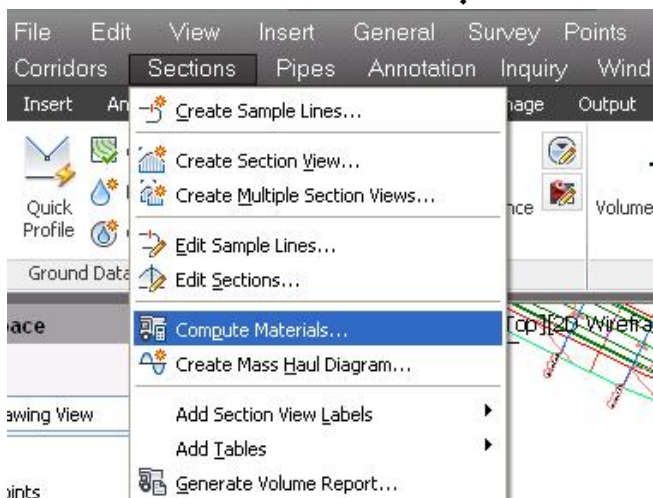 File Edit View Insert General Survey Points
Corridors Sections Pipes Annotation Inquiry Wind
Insert An nage Output
Create Sample Lines...
Create Section View...
Create Multiple Section Views...
Quick Profile
nce
Volume
Edit Sample Lines...
Edit Sections...
Ground Data
Compute Materials...
ace
Top][2D Wirefra
Create Mass Haul Diagram...
awing View
Add Section View Labels
Add Tables
Generate Volume Report...
oints